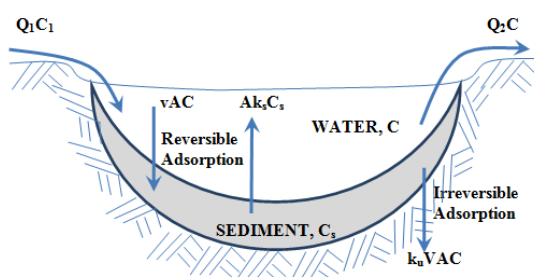 Q₁C₁
Q₂C
vAC
AkₛCₛ
WATER, C
Reversible
Adsorption
Irreversible
Adsorption
SEDIMENT, Cₛ
kᵤVAC